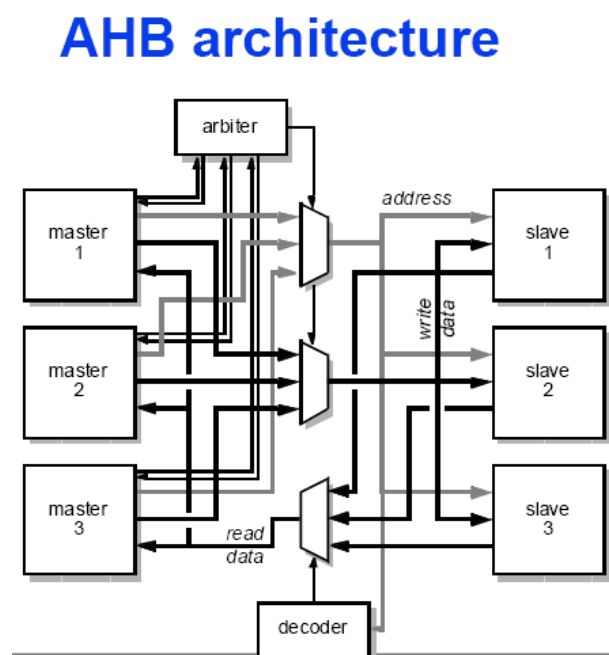 AHB architecture
arbiter
address
master
1
slave
1
write
data
master
2
slave
2
master
3
slave
3
read
data
decoder